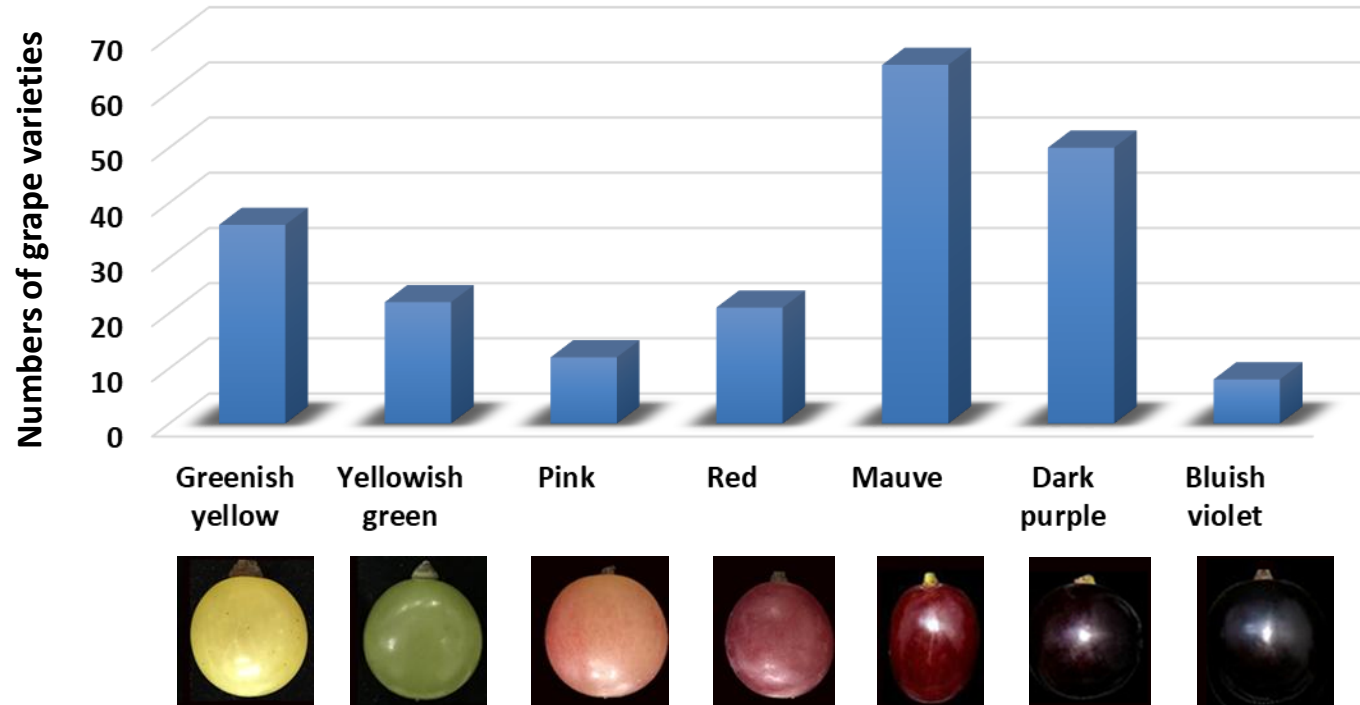 Numbers of grape varieties
70
60
50
40
30
20
10
0
Greenish
yellow
Yellowish
green
Pink
Red
Mauve
Dark
purple
Bluish
violet